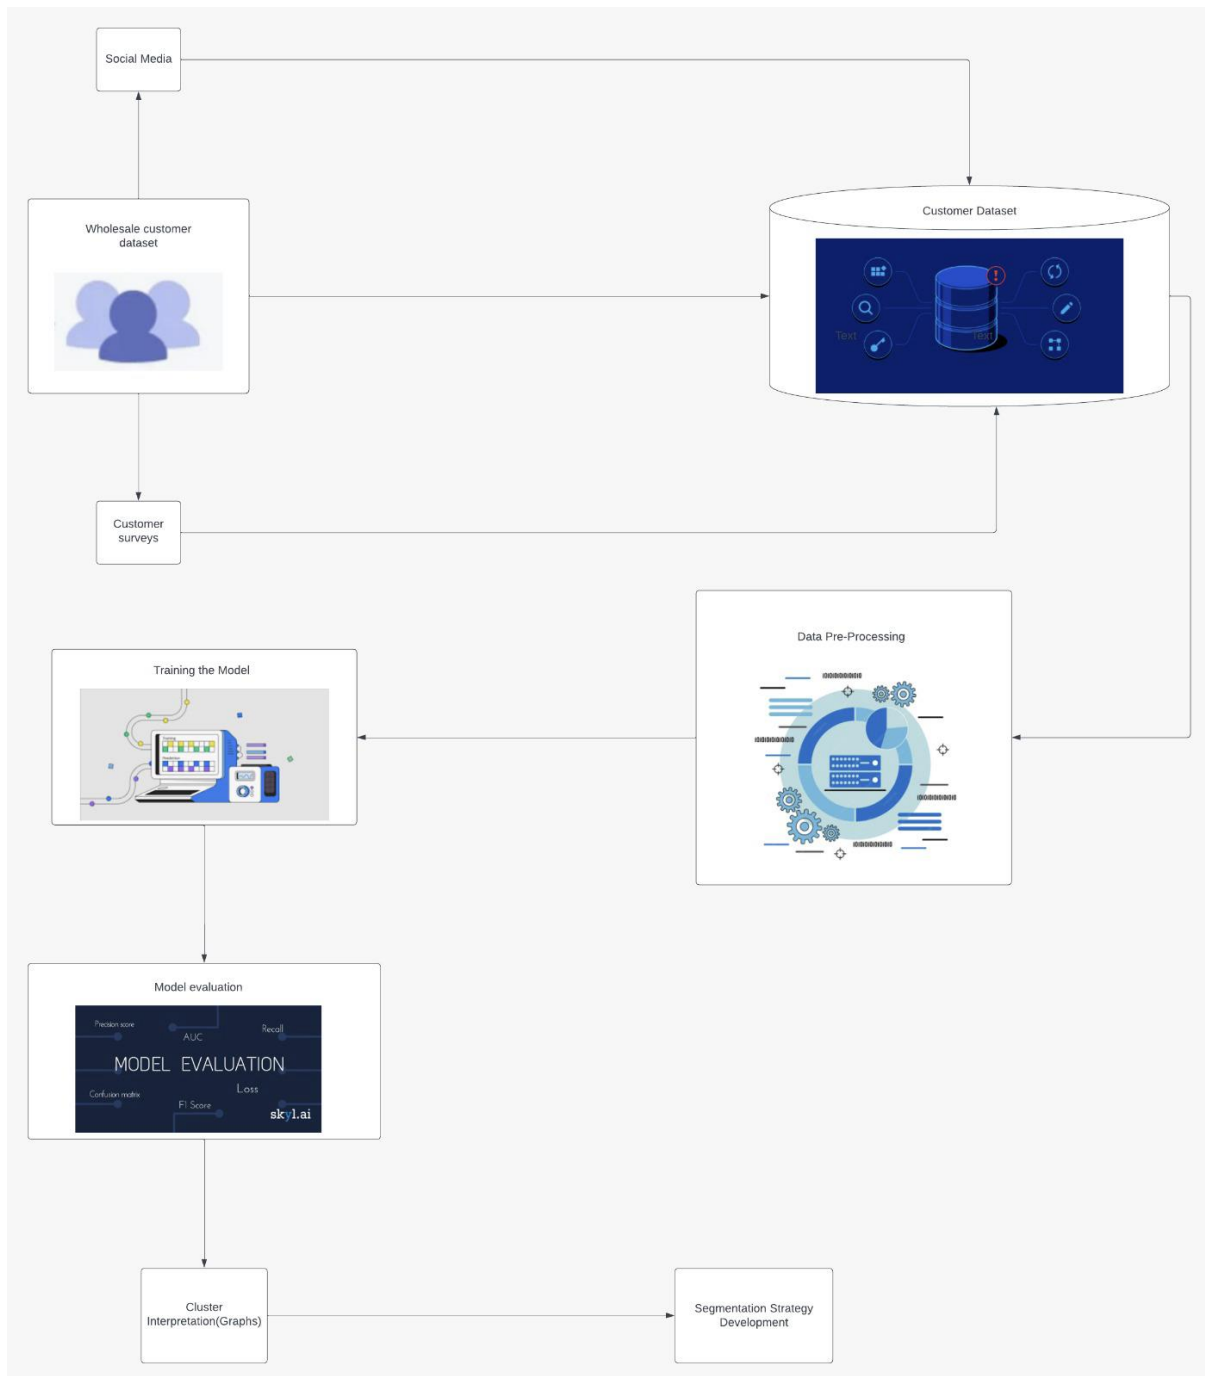 Social Media
Wholesale customer
dataset
Customer Dataset
Text
Text
Customer
surveys
Data Pre-Processing
Training the Model
Training
Model evaluation
Precision score
AUC
Recall
MODEL EVALUATION
Loss
Confusion matrix
F1 Score
skyl.ai
Cluster
Interpretation(Graphs)
Segmentation Strategy
Development